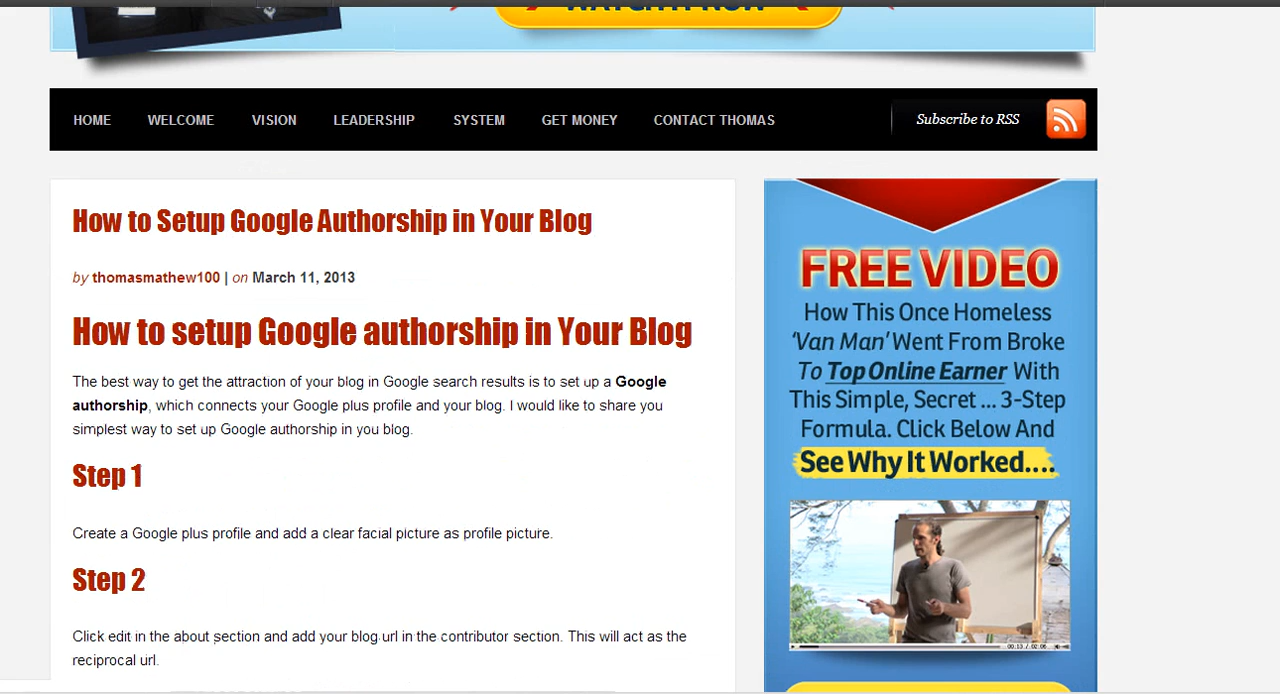 WATCH IT NOW
HOME WELCOME VISION LEADERSHIP SYSTEM GET MONEY CONTACT THOMAS Subscribe to RSS
How to Setup Google Authorship in Your Blog
by thomasmathew100 | on March 11, 2013
How to setup Google authorship in Your Blog
The best way to get the attraction of your blog in Google search results is to set up a Google
authorship, which connects your Google plus profile and your blog. I would like to share you
simplest way to set up Google authorship in you blog.
Step 1
Create a Google plus profile and add a clear facial picture as profile picture.
Step 2
Click edit in the about section and add your blog url in the contributor section. This will act as the
reciprocal url.
FREE VIDEO
How This Once Homeless
‘Van Man’ Went From Broke
To Top Online Earner With
This Simple, Secret ... 3-Step
Formula. Click Below And
See Why It Worked....
00:13 / 02:06